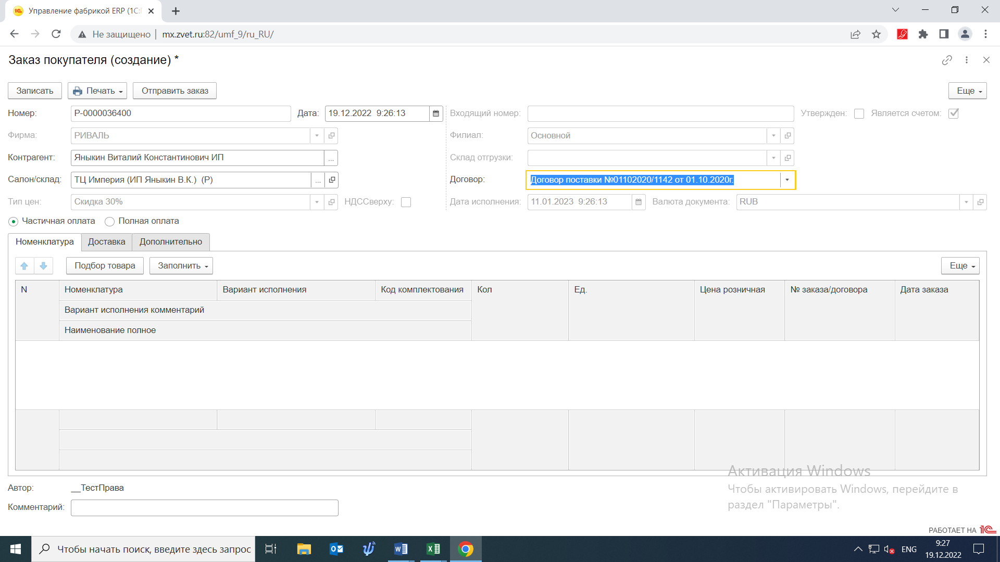 Управление фабрикой ERP (1С:П
Не защищено mx.zvet.ru:82/umf_9/ru_RU/
Заказ покупателя (создание) *
Записать Печать Отправить заказ Еще
Номер: Р-0000036400 Дата: 19.12.2022 9:26:13 Входящий номер: Утвержден: Является счетом:
Фирма: РИВАЛЬ Филиал: Основной
Контрагент: Яныкин Виталий Константинович ИП ... Склад отгрузки:
Салон/склад: ТЦ Империя (ИП Яныкин В.К.) (Р) ... Договор: Договор поставки №01102020/1142 от 01.10.2020г.
Тип цен: Скидка 30% НДССверху: Дата исполнения: 11.01.2023 9:26:13 Валюта документа: RUB
Частичная оплата Полная оплата
Номенклатура Доставка Дополнительно
Подбор товара Заполнить Еще
N Номенклатура Вариант исполнения Код комплектования Кол Ед. Цена розничная № заказа/договора Дата заказа
Вариант исполнения комментарий
Наименование полное
Активация Windows
Чтобы активировать Windows, перейдите в
раздел "Параметры".
Автор: __ТестПрава
Комментарий:
РАБОТАЕТ НА 1С
Чтобы начать поиск, введите здесь запрос
ENG
9:27
19.12.2022